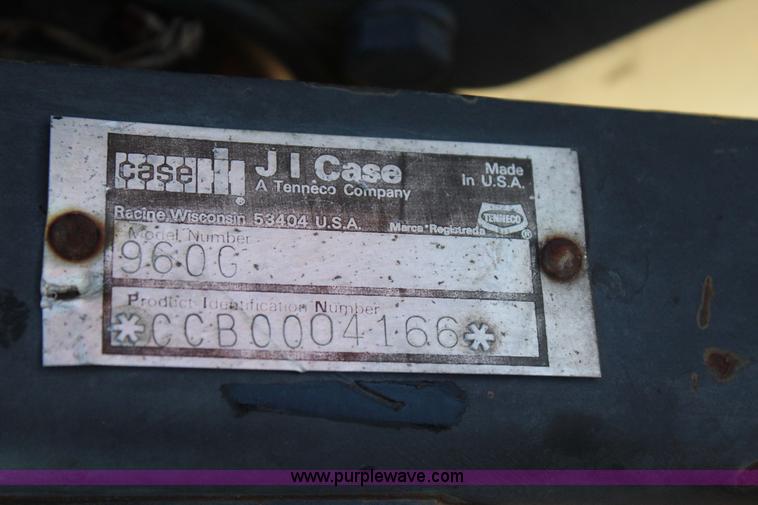 case IH ®
J I Case
A Tenneco Company
Made
In U.S.A.
Racine, Wisconsin 53404 U.S.A.
Marca Registrada
TENNECO ®
Model Number
960G
Product Identification Number
*CCB0004166*
www.purplewave.com